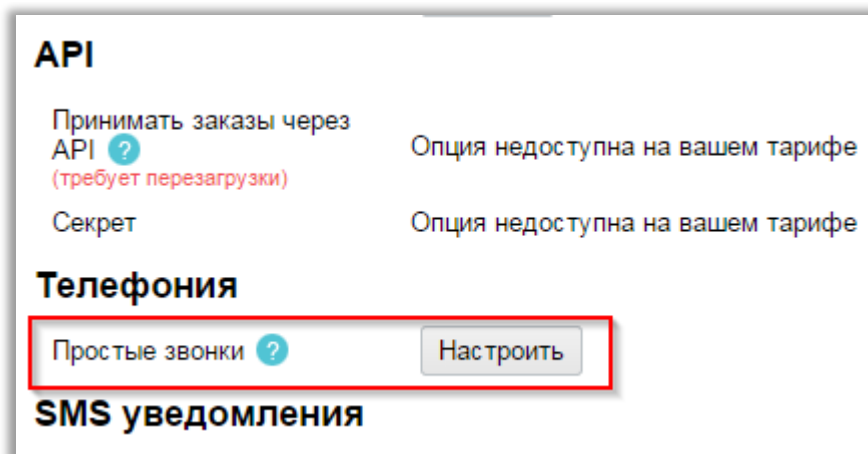 API
Принимать заказы через
API ? Опция недоступна на вашем тарифе
(требует перезагрузки)
Секрет Опция недоступна на вашем тарифе
Телефония
Простые звонки ? Настроить
SMS уведомления